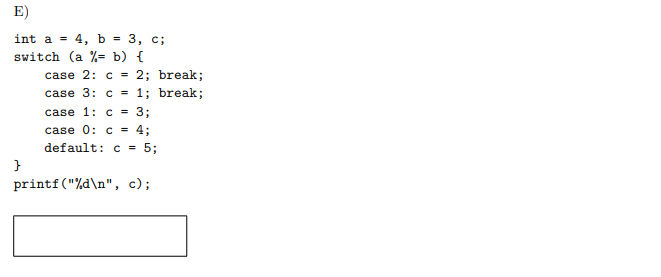 E)
int a = 4, b = 3, c;
switch (a %= b) {
    case 2: c = 2; break;
    case 3: c = 1; break;
    case 1: c = 3;
    case 0: c = 4;
    default: c = 5;
}
printf("%d\n", c);